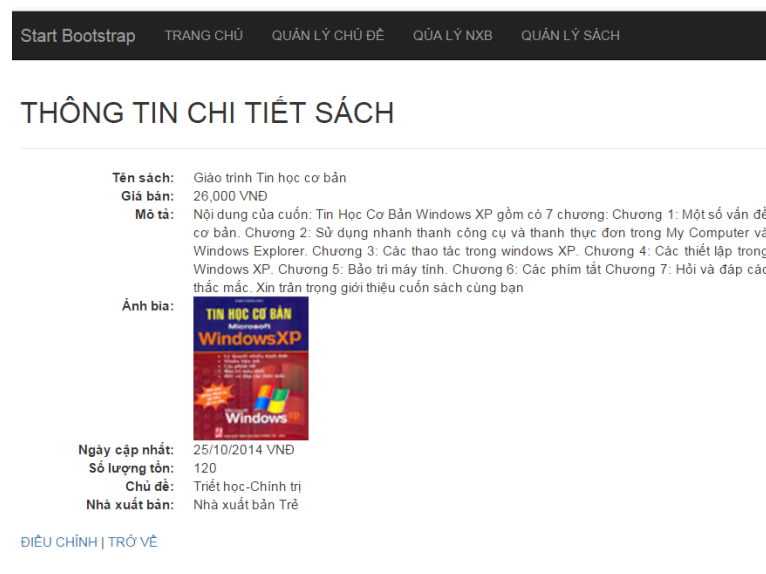 Start Bootstrap TRANG CHỦ QUẢN LÝ CHỦ ĐỀ QỦA LÝ NXB QUẢN LÝ SÁCH
THÔNG TIN CHI TIẾT SÁCH
Tên sách: Giáo trình Tin học cơ bản
Giá bán: 26,000 VNĐ
Mô tả: Nội dung của cuốn: Tin Học Cơ Bản Windows XP gồm có 7 chương: Chương 1: Một số vấn đề
cơ bản. Chương 2: Sử dụng nhanh thanh công cụ và thanh thực đơn trong My Computer và
Windows Explorer. Chương 3: Các thao tác trong windows XP. Chương 4: Các thiết lập trong
Windows XP. Chương 5: Bảo trì máy tính. Chương 6: Các phím tắt Chương 7: Hỏi và đáp các
thắc mắc. Xin trân trọng giới thiệu cuốn sách cùng bạn
Ảnh bìa:
TIN HỌC CƠ BẢN
Microsoft
WindowsXP
Microsoft
Windows XP
Ngày cập nhất: 25/10/2014 VNĐ
Số lượng tồn: 120
Chủ đề: Triết học-Chính trị
Nhà xuất bản: Nhà xuất bản Trẻ
ĐIỀU CHỈNH | TRỞ VỀ